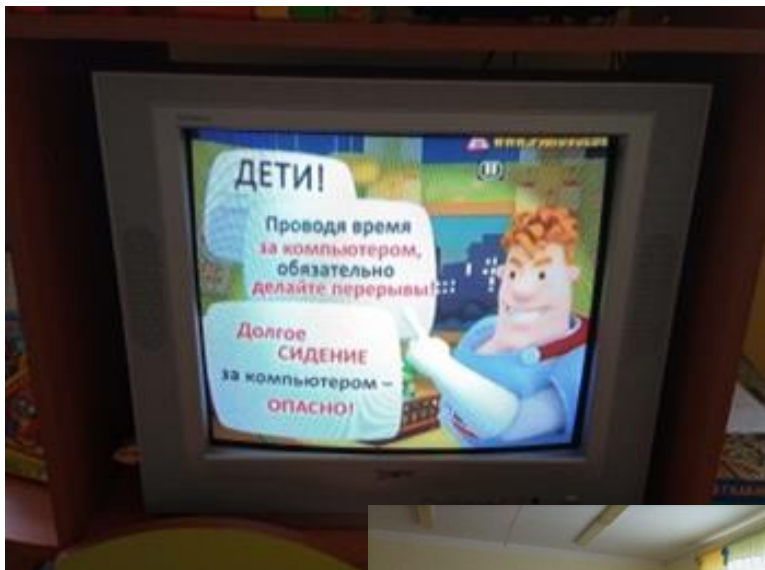 ДЕТИ!
Проводя время
за компьютером,
обязательно
делайте перерывы!
Долгое
СИДЕНИЕ
за компьютером –
ОПАСНО!